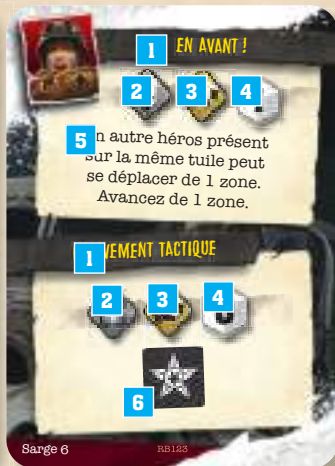 1 EN AVANT !
2 3 4
5 n autre héros présent
sur la même tuile peut
se déplacer de 1 zone.
Avancez de 1 zone.
1 VEMENT TACTIQUE
2 3 4
6
Sarge 6 RB123